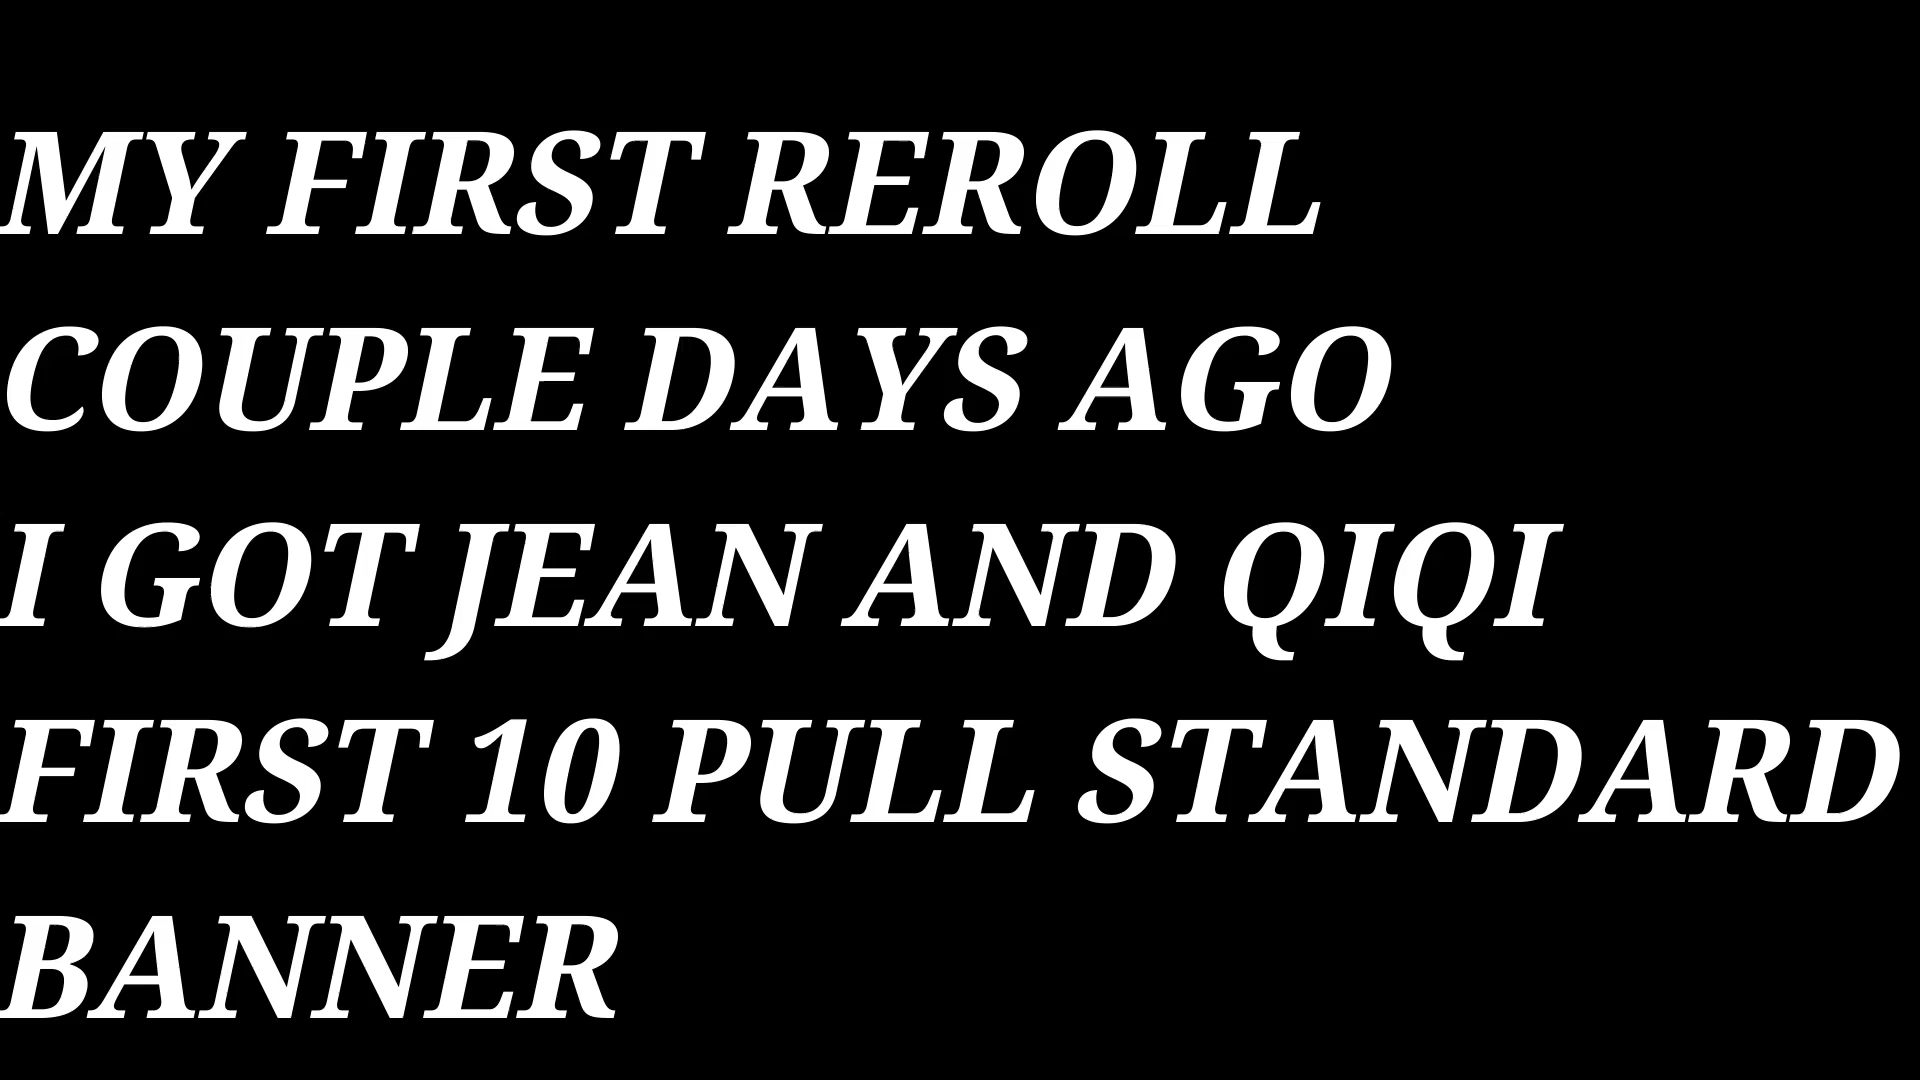 MY FIRST REROLL
COUPLE DAYS AGO
I GOT JEAN AND QIQI
FIRST 10 PULL STANDARD
BANNER